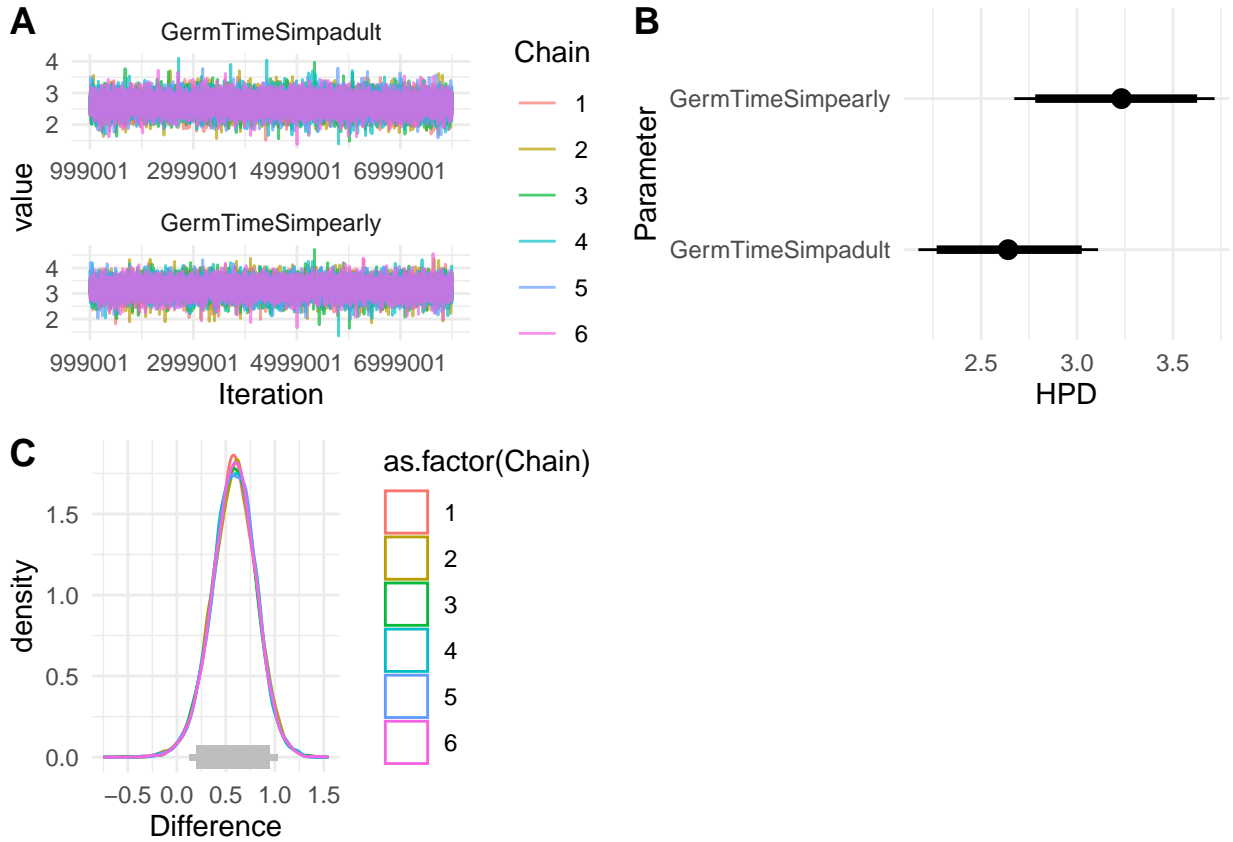 A
GermTimeSimpadult
4
3
2
999001 2999001 4999001 6999001
value
GermTimeSimpearly
4
3
2
999001 2999001 4999001 6999001
Iteration
Chain
1
2
3
4
5
6
B
Parameter
GermTimeSimpearly
GermTimeSimpadult
2.5 3.0 3.5
HPD
C
density
1.5
1.0
0.5
0.0
−0.5 0.0 0.5 1.0 1.5
Difference
as.factor(Chain)
1
2
3
4
5
6